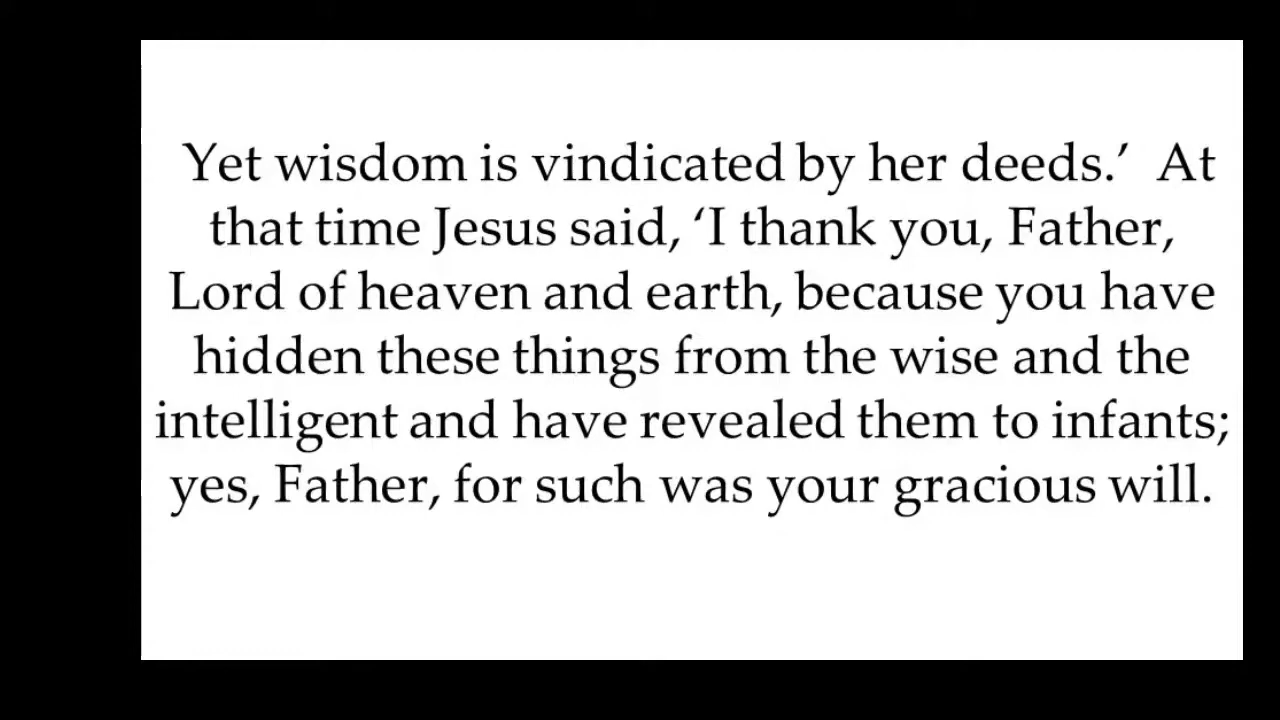 Yet wisdom is vindicated by her deeds.’  At
that time Jesus said, ‘I thank you, Father,
Lord of heaven and earth, because you have
hidden these things from the wise and the
intelligent and have revealed them to infants;
yes, Father, for such was your gracious will.